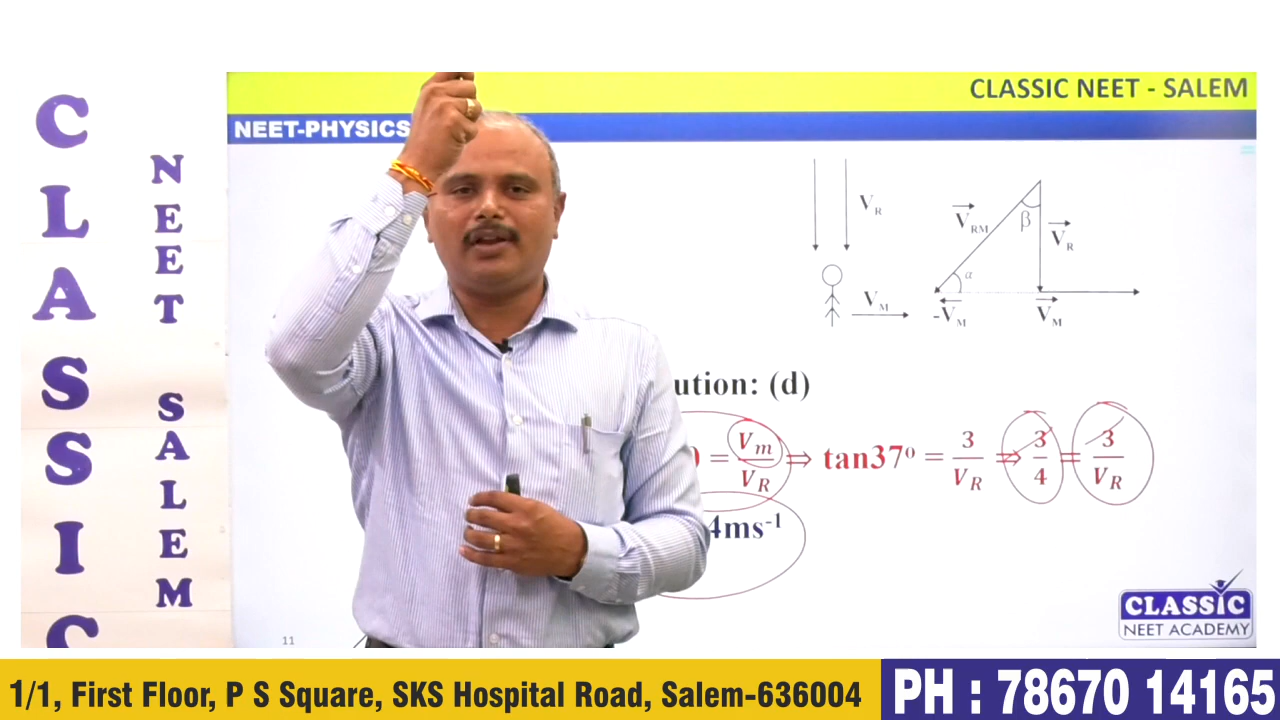 CLASSIC
NEET SALEM
CLASSIC NEET - SALEM
NEET-PHYSICS
V_R
V_M
V_RM
β
V_R
α
-V_M
V_M
ution: (d)
= V_m/V_R ⇒ tan37° = 3/V_R ⇒ 3/4 = 3/V_R
4ms⁻¹
11
CLASSIC
NEET ACADEMY
1/1, First Floor, P S Square, SKS Hospital Road, Salem-636004
PH : 78670 14165